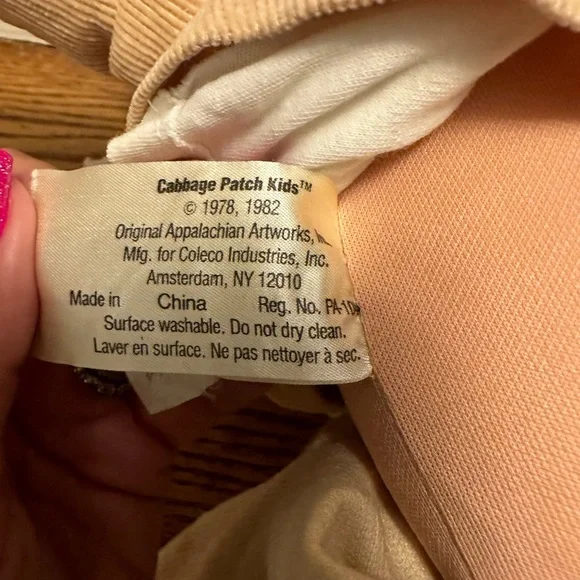 Cabbage Patch Kids™
© 1978, 1982
Original Appalachian Artworks,
Mfg. for Coleco Industries, Inc.
Amsterdam, NY 12010
Made in China Reg. No.
Surface washable. Do not dry clean.
Laver en surface. Ne pas nettoyer à sec.